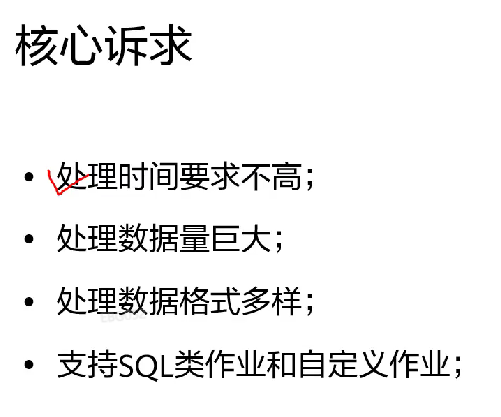 核心诉求
• 处理时间要求不高；
• 处理数据量巨大；
• 处理数据格式多样；
• 支持SQL类作业和自定义作业；